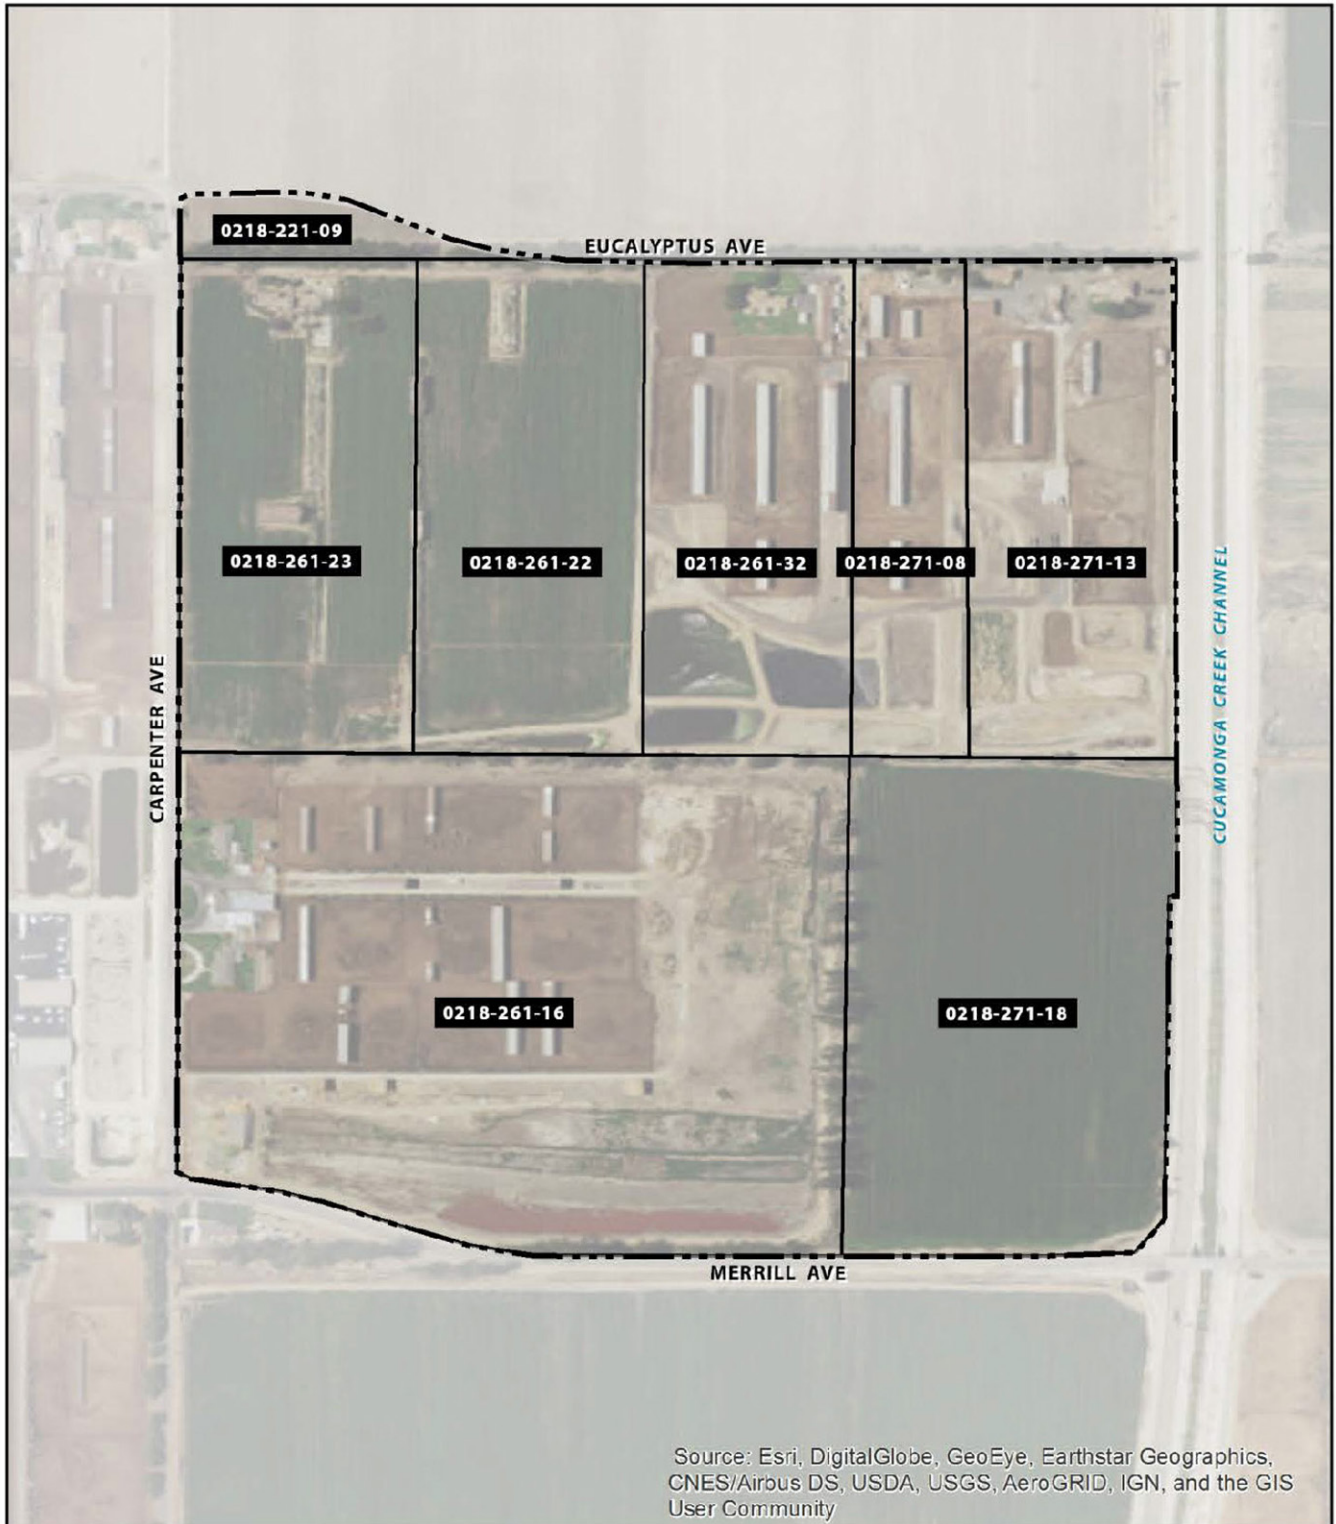 0218-221-09
EUCALYPTUS AVE
0218-261-23
0218-261-22
0218-261-32
0218-271-08
0218-271-13
CARPENTER AVE
CUCAMONGA CREEK CHANNEL
0218-261-16
0218-271-18
MERRILL AVE
Source: Esri, DigitalGlobe, GeoEye, Earthstar Geographics,
CNES/Airbus DS, USDA, USGS, AeroGRID, IGN, and the GIS
User Community